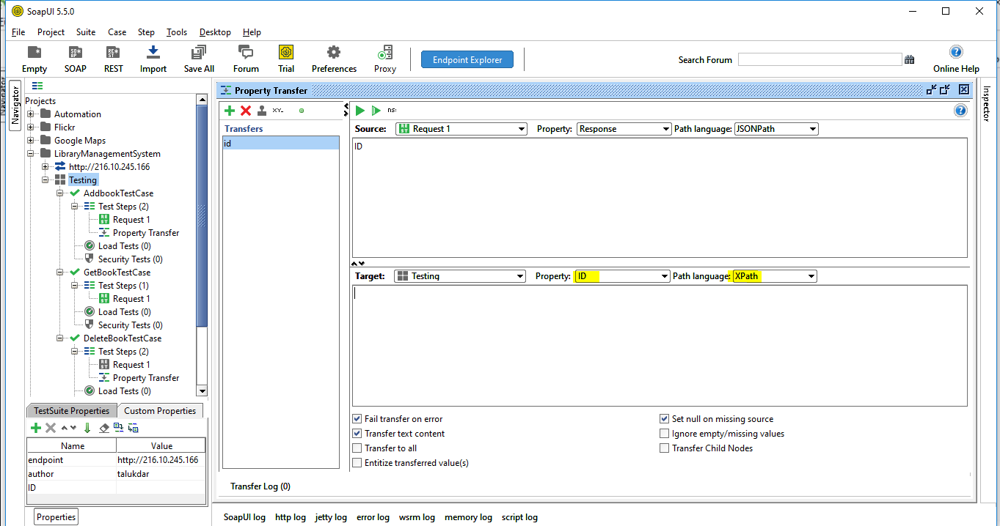 SoapUI 5.5.0
File Project Suite Case Step Tools Desktop Help
Empty SOAP REST Import Save All Forum Trial Preferences Proxy Endpoint Explorer Search Forum Online Help
Navigator
Projects
Automation
Flickr
Google Maps
LibraryManagementSystem
http://216.10.245.166
Testing
AddbookTestCase
Test Steps (2)
Request 1
Property Transfer
Load Tests (0)
Security Tests (0)
GetBookTestCase
Test Steps (1)
Request 1
Load Tests (0)
Security Tests (0)
DeleteBookTestCase
Test Steps (2)
Request 1
Property Transfer
Load Tests (0)
TestSuite Properties Custom Properties
Name Value
endpoint http://216.10.245.166
author talukdar
ID
Properties
Property Transfer
XY- ns:
Transfers
id
Source: RE ST Request 1 Property: Response Path language: JSONPath
ID
Target: Testing Property: ID Path language: XPath
Fail transfer on error Set null on missing source
Transfer text content Ignore empty/missing values
Transfer to all Transfer Child Nodes
Entitize transferred value(s)
Transfer Log (0)
SoapUI log http log jetty log error log wsrm log memory log script log
Inspector